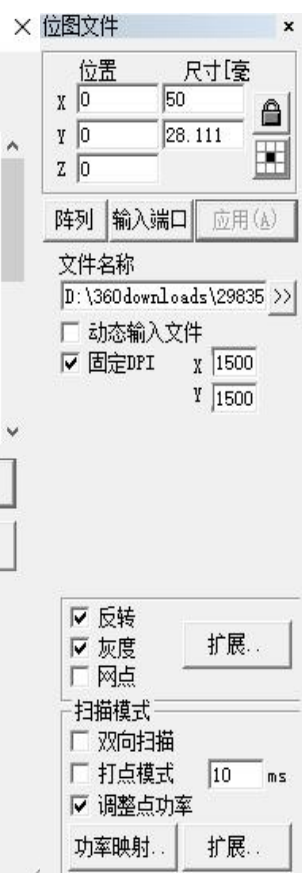 位图文件
位置 尺寸[毫
X 0 50
Y 0 28.111
Z 0
阵列 输入端口 应用(A)
文件名称
D:\360downloads\29835 >>
动态输入文件
固定DPI X 1500
Y 1500
反转
灰度 扩展..
网点
扫描模式
双向扫描
打点模式 10 ms
调整点功率
功率映射.. 扩展..